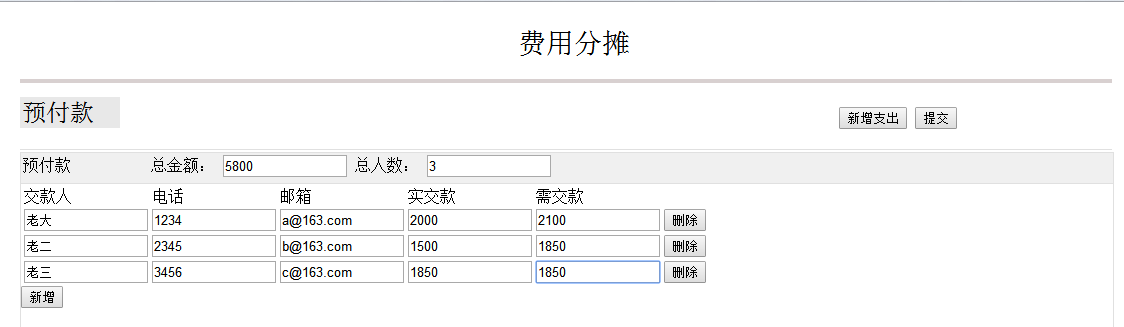 费用分摊
预付款 新增支出 提交
预付款 总金额： 5800 总人数： 3
交款人 电话 邮箱 实交款 需交款
老大 1234 a@163.com 2000 2100 删除
老二 2345 b@163.com 1500 1850 删除
老三 3456 c@163.com 1850 1850 删除
新增